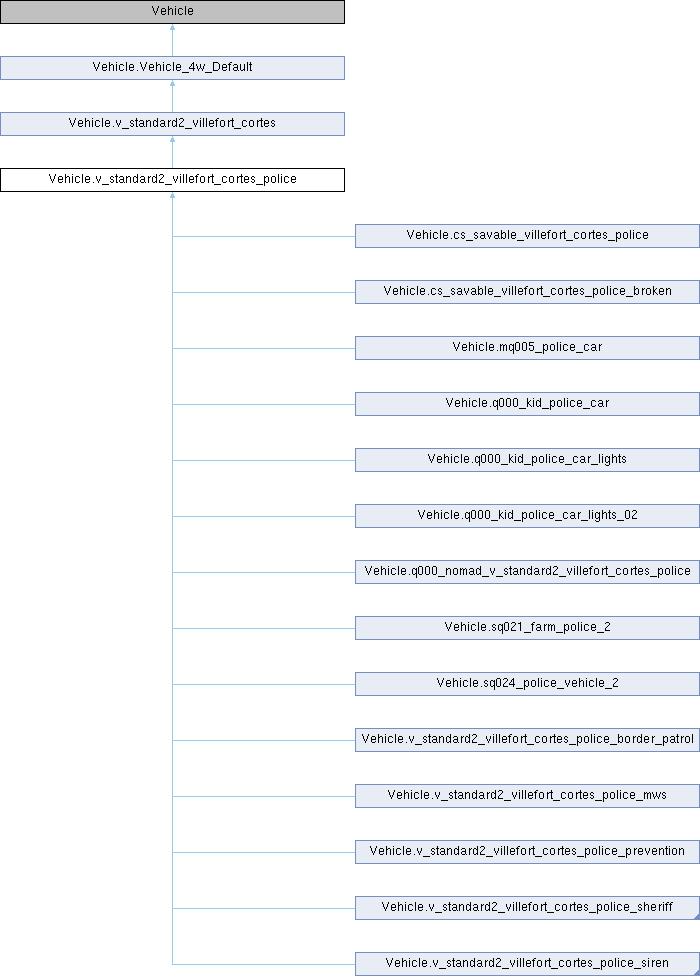 Vehicle
Vehicle.Vehicle_4w_Default
Vehicle.v_standard2_villefort_cortes
Vehicle.v_standard2_villefort_cortes_police
Vehicle.cs_savable_villefort_cortes_police
Vehicle.cs_savable_villefort_cortes_police_broken
Vehicle.mq005_police_car
Vehicle.q000_kid_police_car
Vehicle.q000_kid_police_car_lights
Vehicle.q000_kid_police_car_lights_02
Vehicle.q000_nomad_v_standard2_villefort_cortes_police
Vehicle.sq021_farm_police_2
Vehicle.sq024_police_vehicle_2
Vehicle.v_standard2_villefort_cortes_police_border_patrol
Vehicle.v_standard2_villefort_cortes_police_mws
Vehicle.v_standard2_villefort_cortes_police_prevention
Vehicle.v_standard2_villefort_cortes_police_sheriff
Vehicle.v_standard2_villefort_cortes_police_siren